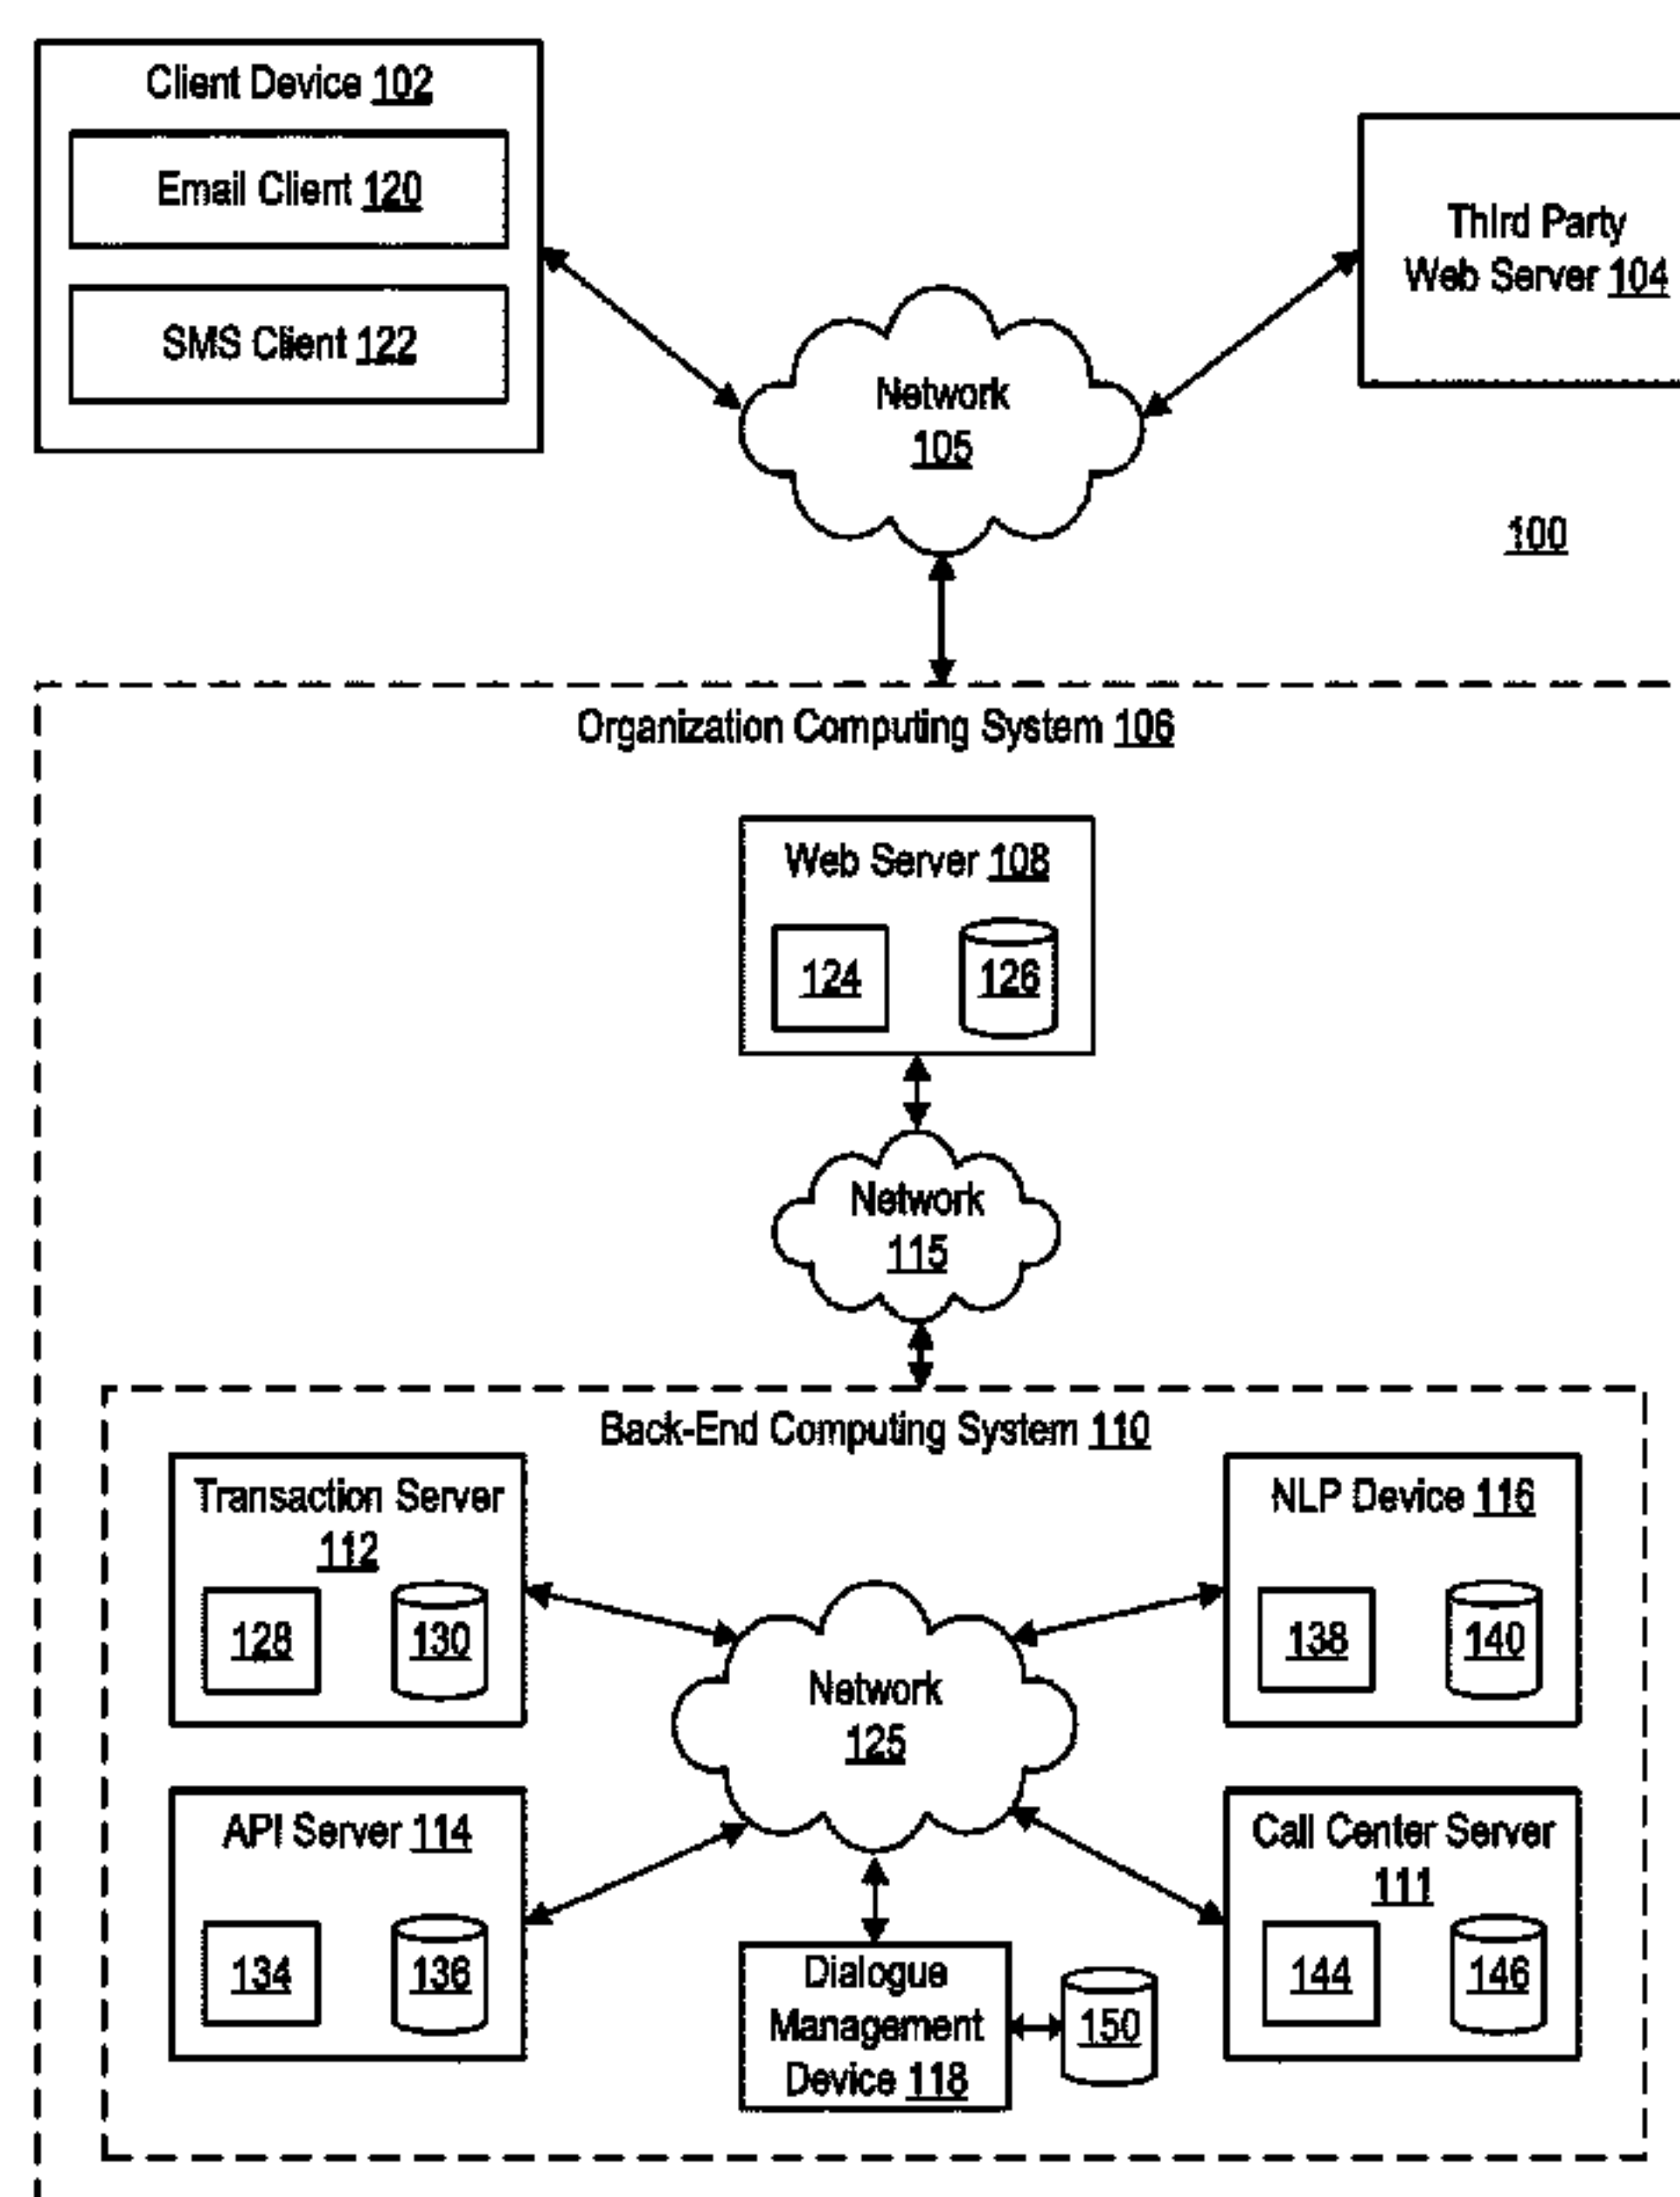 Client Device 102
Email Client 120
SMS Client 122
Third Party
Web Server 104
Network
105
100
Organization Computing System 106
Web Server 108
124
126
Network
115
Back-End Computing System 110
Transaction Server
112
128
130
NLP Device 116
138
140
Network
125
API Server 114
134
136
Call Center Server
111
144
146
Dialogue
Management
Device 118
150